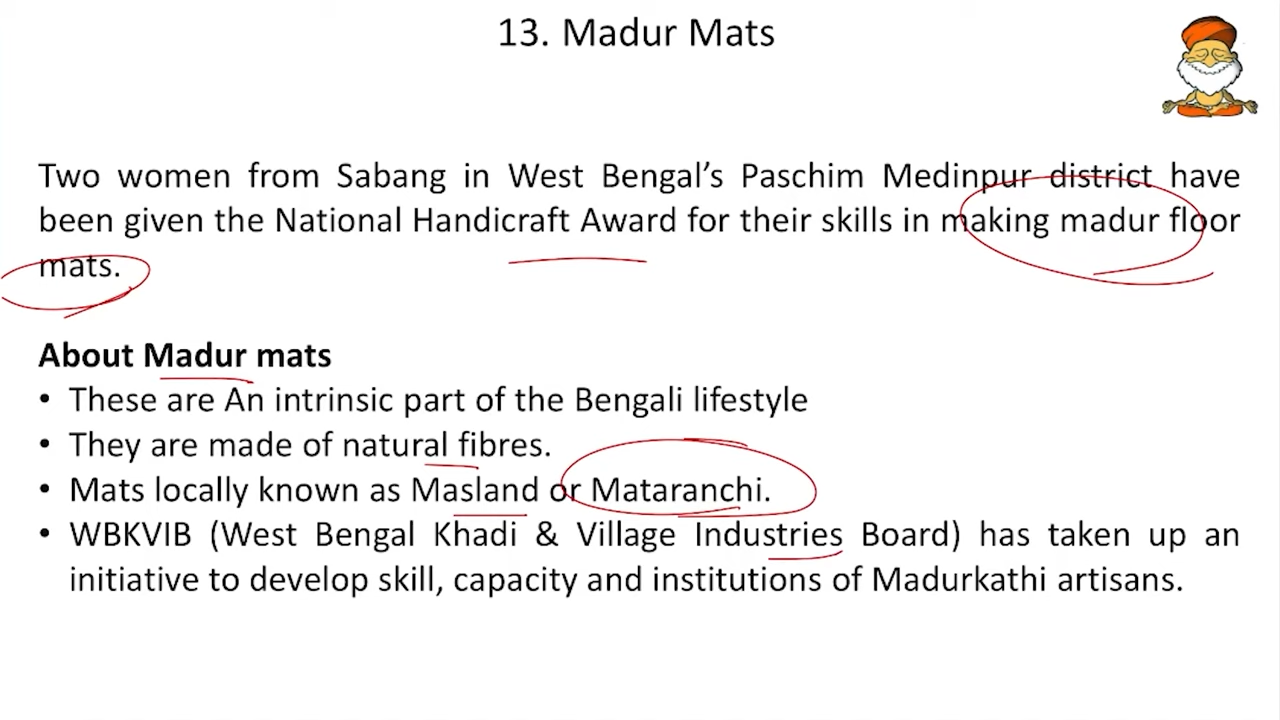 13. Madur Mats
Two women from Sabang in West Bengal’s Paschim Medinpur district have
been given the National Handicraft Award for their skills in making madur floor
mats.
About Madur mats
• These are An intrinsic part of the Bengali lifestyle
• They are made of natural fibres.
• Mats locally known as Masland or Mataranchi.
• WBKVIB (West Bengal Khadi & Village Industries Board) has taken up an
initiative to develop skill, capacity and institutions of Madurkathi artisans.